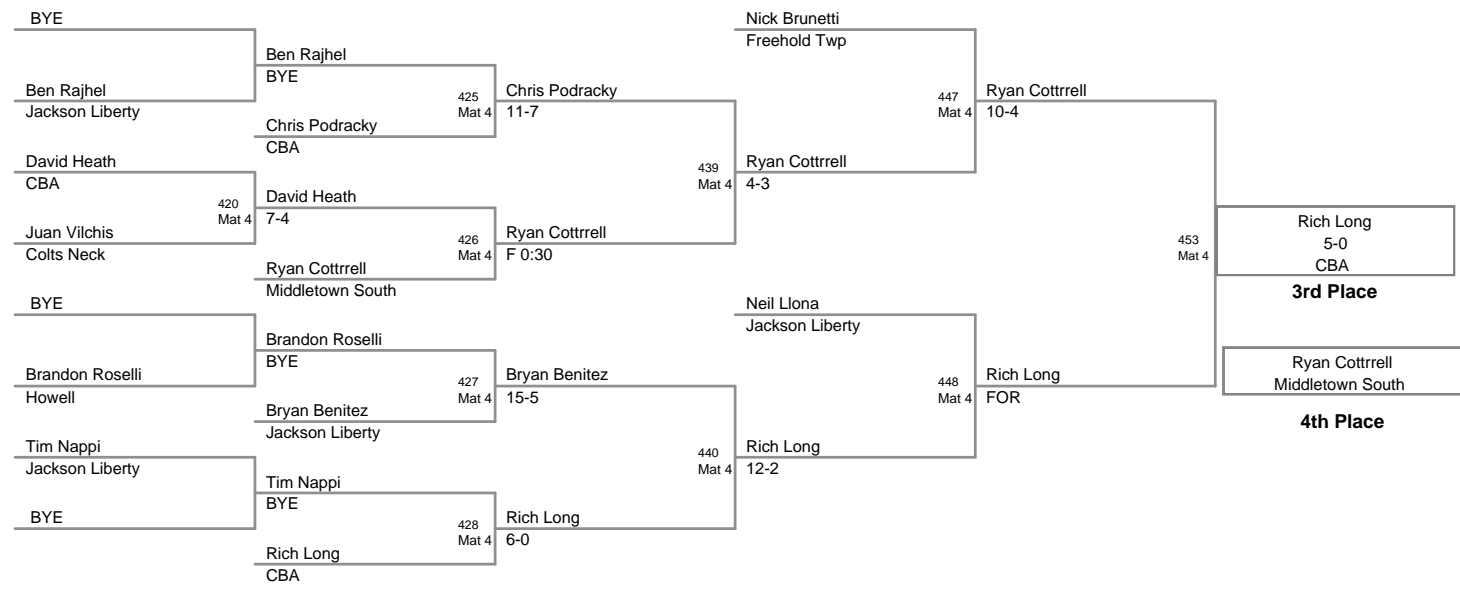 BYE
Ben Rajhel
Jackson Liberty
David Heath
CBA
Juan Vilchis
Colts Neck
BYE
Brandon Roselli
Howell
Tim Nappi
Jackson Liberty
BYE
420
Mat 4
Ben Rajhel
BYE
Chris Podracky
CBA
David Heath
7-4
Ryan Cottrrell
Middletown South
Brandon Roselli
BYE
Bryan Benitez
Jackson Liberty
Tim Nappi
BYE
Rich Long
CBA
425
Mat 4
426
Mat 4
427
Mat 4
428
Mat 4
Chris Podracky
11-7
Ryan Cottrrell
F 0:30
Bryan Benitez
15-5
Rich Long
6-0
439
Mat 4
440
Mat 4
Nick Brunetti
Freehold Twp
Ryan Cottrrell
4-3
Neil Llona
Jackson Liberty
Rich Long
12-2
447
Mat 4
448
Mat 4
Ryan Cottrrell
10-4
Rich Long
FOR
453
Mat 4
Rich Long
5-0
CBA
3rd Place
Ryan Cottrrell
Middletown South
4th Place